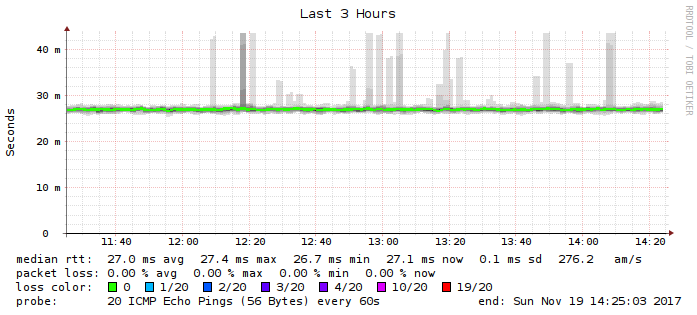 Last 3 Hours
RRDTOOL / TOBI OETIKER
Seconds
40 m
30 m
20 m
10 m
0
11:40 12:00 12:20 12:40 13:00 13:20 13:40 14:00 14:20
median rtt: 27.0 ms avg 27.4 ms max 26.7 ms min 27.1 ms now 0.1 ms sd 276.2 am/s
packet loss: 0.00 % avg 0.00 % max 0.00 % min 0.00 % now
loss color: 0 1/20 2/20 3/20 4/20 10/20 19/20
probe: 20 ICMP Echo Pings (56 Bytes) every 60s end: Sun Nov 19 14:25:03 2017